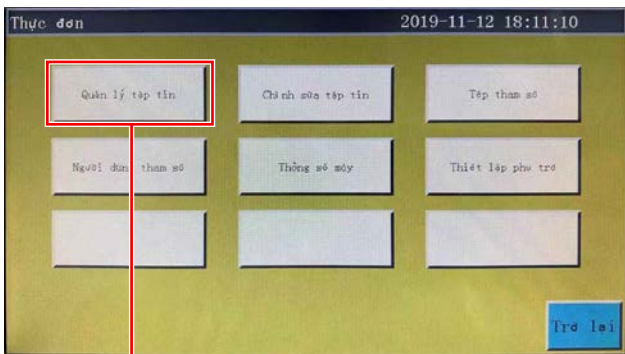 Thực đơn 2019-11-12 18:11:10
Quản lý tập tin Chỉnh sửa tập tin Tệp tham số
Người dùng tham số Thông số máy Thiết lập phụ trợ
Trở lại